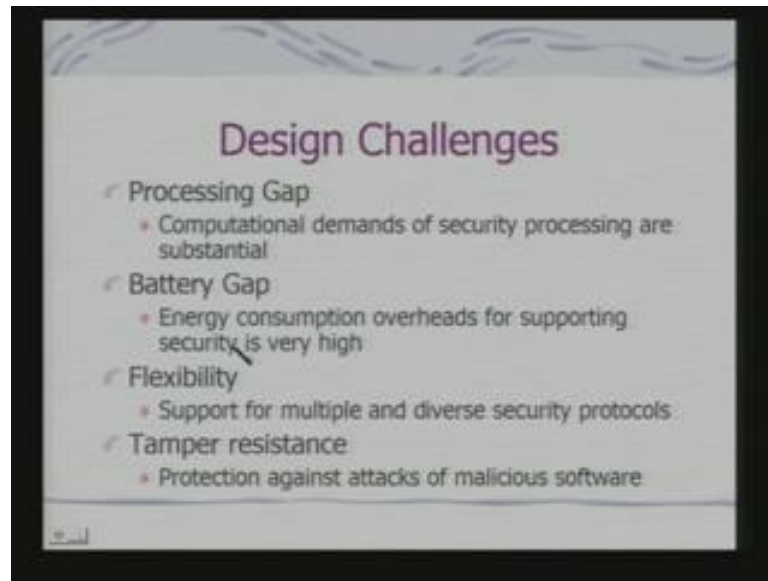 Design Challenges
Processing Gap
Computational demands of security processing are
substantial
Battery Gap
Energy consumption overheads for supporting
security is very high
Flexibility
Support for multiple and diverse security protocols
Tamper resistance
Protection against attacks of malicious software